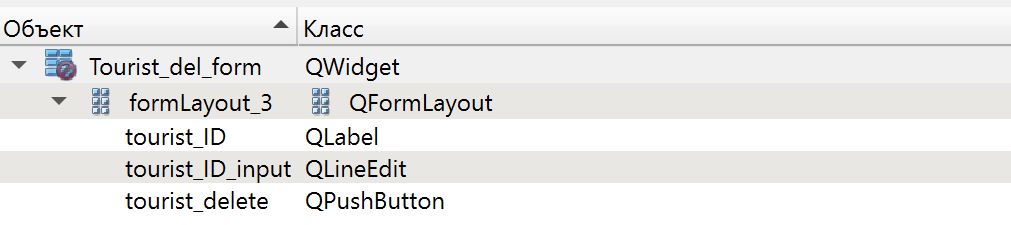 Объект Класс
Tourist_del_form QWidget
formLayout_3 QFormLayout
tourist_ID QLabel
tourist_ID_input QLineEdit
tourist_delete QPushButton